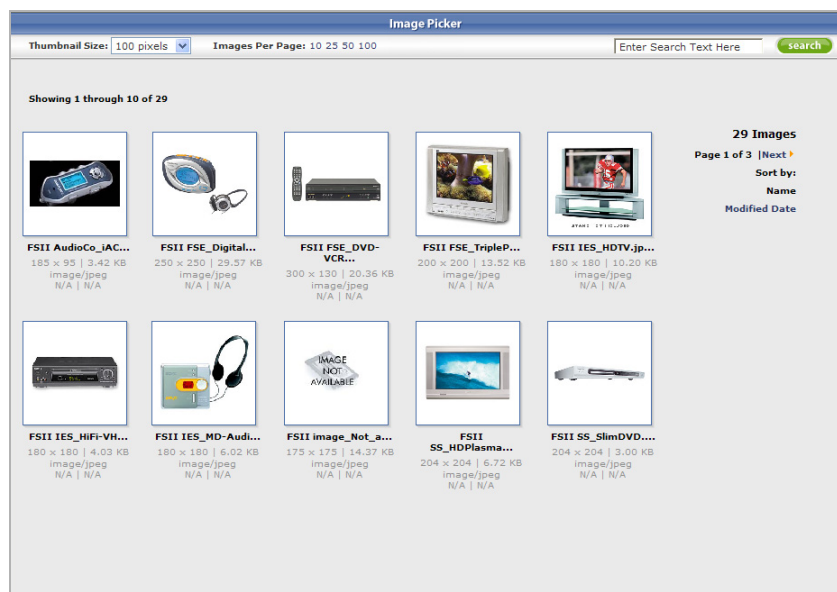 Image Picker
Thumbnail Size: 100 pixels Images Per Page: 10 25 50 100 Enter Search Text Here search
Showing 1 through 10 of 29
29 Images
Page 1 of 3 |Next
Sort by:
Name
Modified Date
FSII AudioCo_iAC... FSII FSE_Digital... FSII FSE_DVD- FSII FSE_TripleP... FSII IES_HDTV.jp...
VCR...
185 x 95 | 3.42 KB 250 x 250 | 29.57 KB 300 x 130 | 20.36 KB 200 x 200 | 13.52 KB 180 x 180 | 10.20 KB
image/jpeg image/jpeg image/jpeg image/jpeg image/jpeg
N/A | N/A N/A | N/A N/A | N/A N/A | N/A N/A | N/A
IMAGE
NOT
AVAILABLE
FSII IES_HiFi-VH... FSII IES_MD-Audi... FSII image_Not_a... FSII FSII SS_SlimDVD....
SS_HDPlasma...
180 x 180 | 4.03 KB 180 x 180 | 6.02 KB 175 x 175 | 14.37 KB 204 x 204 | 6.72 KB 204 x 204 | 3.00 KB
image/jpeg image/jpeg image/jpeg image/jpeg image/jpeg
N/A | N/A N/A | N/A N/A | N/A N/A | N/A N/A | N/A